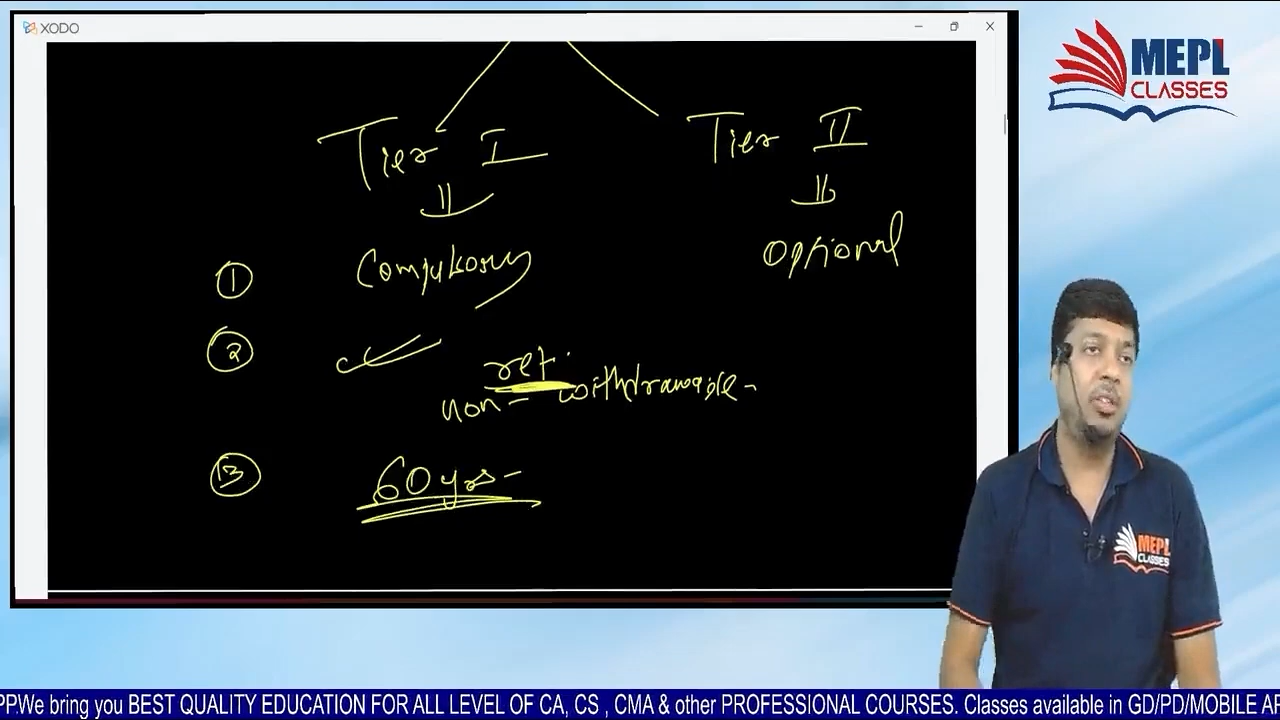 XODO
MEPL
CLASSES
Tier I
Tier II
Compulsory
Optional
1
2
ret.
non - withdrawable -
3
60 yrs -
MEPL
CLASSES
PP.We bring you BEST QUALITY EDUCATION FOR ALL LEVEL OF CA, CS , CMA & other PROFESSIONAL COURSES. Classes available in GD/PD/MOBILE AP